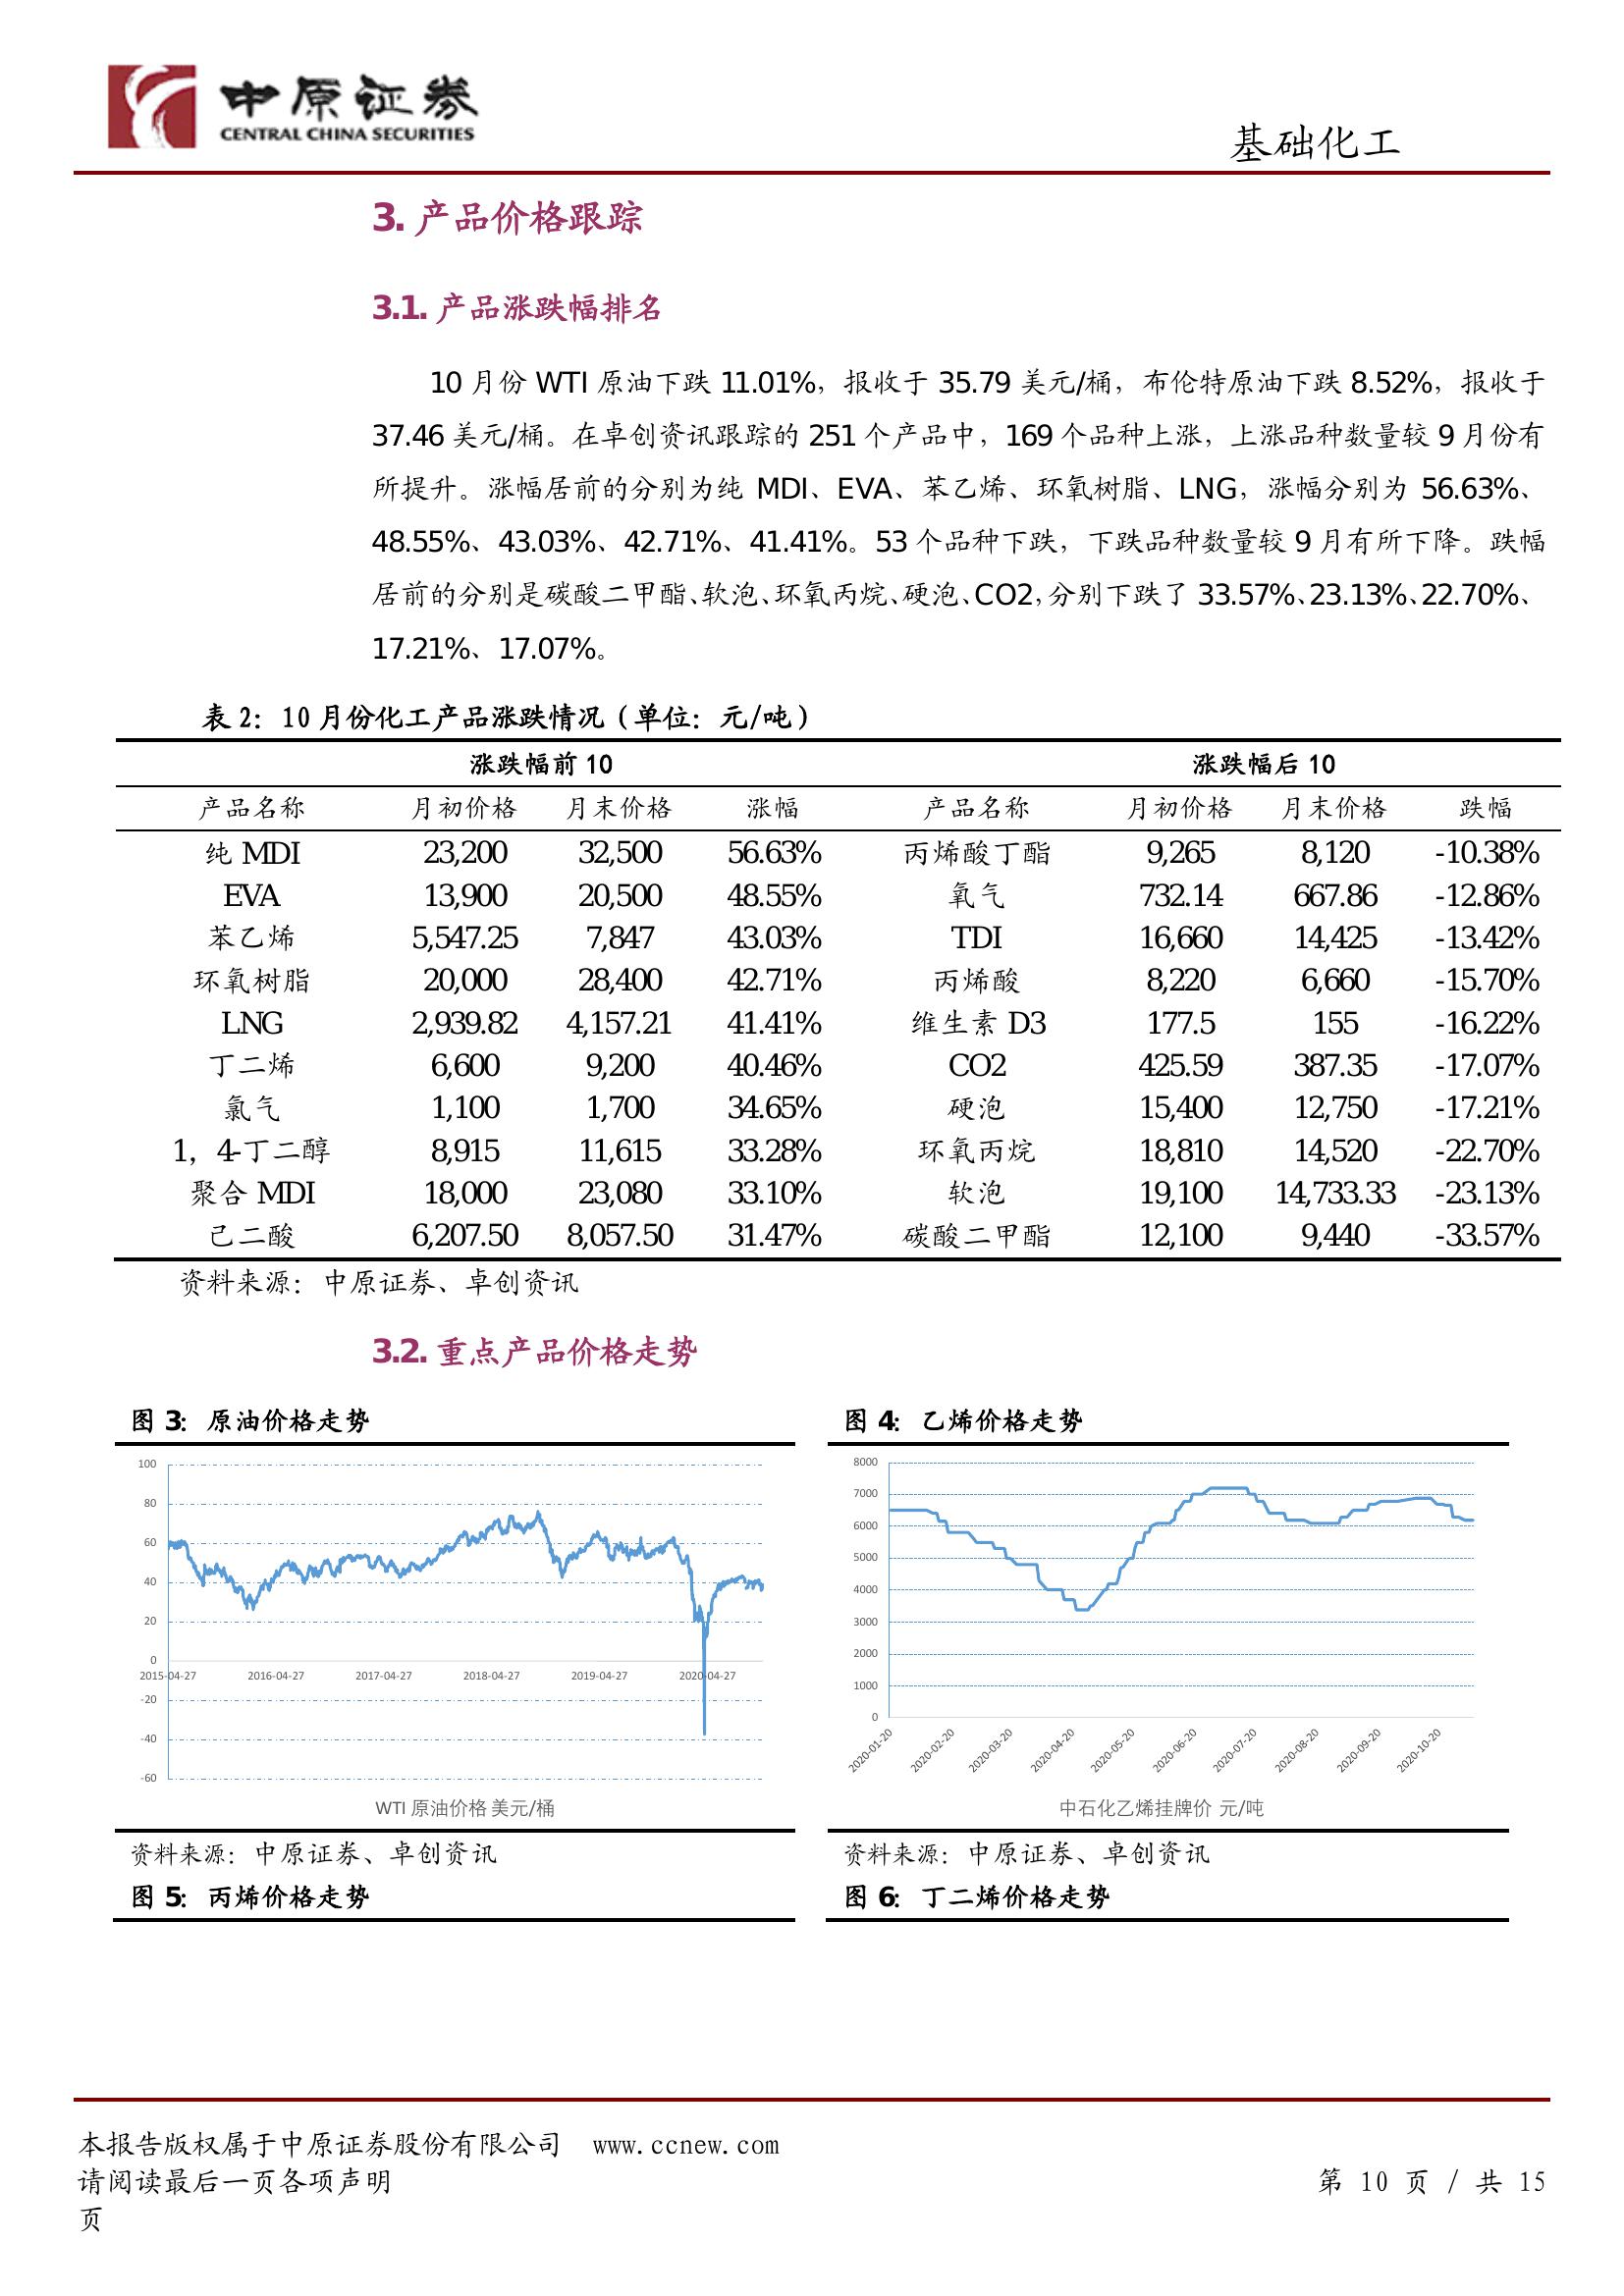 中原证券
CENTRAL CHINA SECURITIES
基础化工
3. 产品价格跟踪
3.1. 产品涨跌幅排名
10 月份 WTI 原油下跌 11.01%，报收于 35.79 美元/桶，布伦特原油下跌 8.52%，报收于
37.46 美元/桶。在卓创资讯跟踪的 251 个产品中，169 个品种上涨，上涨品种数量较 9 月份有
所提升。涨幅居前的分别为纯 MDI、EVA、苯乙烯、环氧树脂、LNG，涨幅分别为 56.63%、
48.55%、43.03%、42.71%、41.41%。53 个品种下跌，下跌品种数量较 9 月有所下降。跌幅
居前的分别是碳酸二甲酯、软泡、环氧丙烷、硬泡、CO2，分别下跌了 33.57%、23.13%、22.70%、
17.21%、17.07%。
表 2：10 月份化工产品涨跌情况（单位：元/吨）
涨跌幅前 10 涨跌幅后 10
产品名称 月初价格 月末价格 涨幅 产品名称 月初价格 月末价格 跌幅
纯 MDI 23,200 32,500 56.63% 丙烯酸丁酯 9,265 8,120 -10.38%
EVA 13,900 20,500 48.55% 氧气 732.14 667.86 -12.86%
苯乙烯 5,547.25 7,847 43.03% TDI 16,660 14,425 -13.42%
环氧树脂 20,000 28,400 42.71% 丙烯酸 8,220 6,660 -15.70%
LNG 2,939.82 4,157.21 41.41% 维生素 D3 177.5 155 -16.22%
丁二烯 6,600 9,200 40.46% CO2 425.59 387.35 -17.07%
氯气 1,100 1,700 34.65% 硬泡 15,400 12,750 -17.21%
1，4-丁二醇 8,915 11,615 33.28% 环氧丙烷 18,810 14,520 -22.70%
聚合 MDI 18,000 23,080 33.10% 软泡 19,100 14,733.33 -23.13%
己二酸 6,207.50 8,057.50 31.47% 碳酸二甲酯 12,100 9,440 -33.57%
资料来源：中原证券、卓创资讯
3.2. 重点产品价格走势
图 3：原油价格走势
100
80
60
40
20
0
2015-04-27 2016-04-27 2017-04-27 2018-04-27 2019-04-27 2020-04-27
-20
-40
-60
WTI 原油价格 美元/桶
资料来源：中原证券、卓创资讯
图 4：乙烯价格走势
8000
7000
6000
5000
4000
3000
2000
1000
0
2020-01-20 2020-02-20 2020-03-20 2020-04-20 2020-05-20 2020-06-20 2020-07-20 2020-08-20 2020-09-20 2020-10-20
中石化乙烯挂牌价 元/吨
资料来源：中原证券、卓创资讯
图 5：丙烯价格走势
图 6：丁二烯价格走势
本报告版权属于中原证券股份有限公司 www.ccnew.com
请阅读最后一页各项声明 第 10 页 / 共 15
页